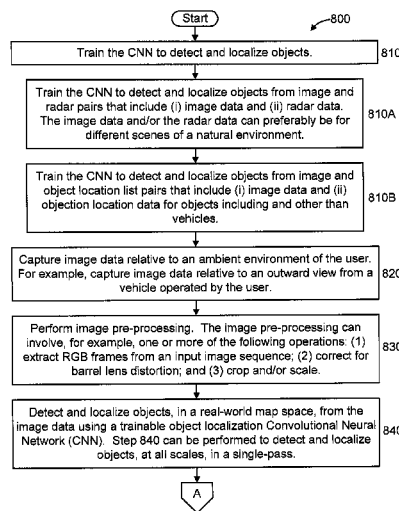 Start
800
Train the CNN to detect and localize objects.
810
Train the CNN to detect and localize objects from image and
radar pairs that include (i) image data and (ii) radar data.
The image data and/or the radar data can preferably be for
different scenes of a natural environment.
810A
Train the CNN to detect and localize objects from image and
object location list pairs that include (i) image data and (ii)
objection location data for objects including and other than
vehicles.
810B
Capture image data relative to an ambient environment of the user.
For example, capture image data relative to an outward view from a
vehicle operated by the user.
820
Perform image pre-processing. The image pre-processing can
involve, for example, one or more of the following operations: (1)
extract RGB frames from an input image sequence; (2) correct for
barrel lens distortion; and (3) crop and/or scale.
830
Detect and localize objects, in a real-world map space, from the
image data using a trainable object localization Convolutional Neural
Network (CNN). Step 840 can be performed to detect and localize
objects, at all scales, in a single-pass.
840
A